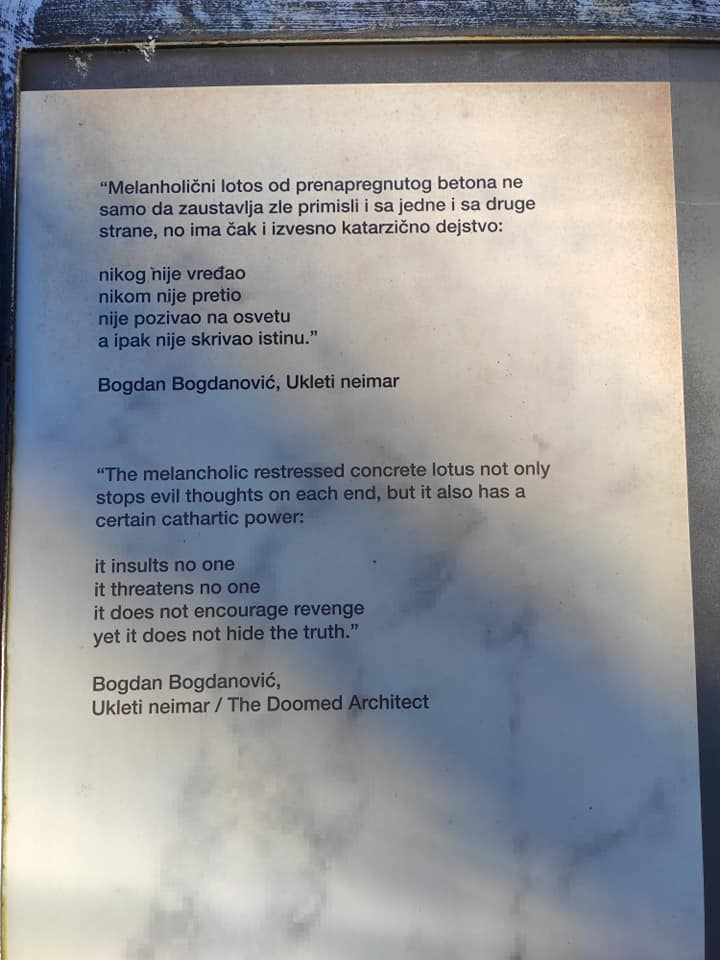 “Melanholični lotos od prenapregnutog betona ne
samo da zaustavlja zle primisli i sa jedne i sa druge
strane, no ima čak i izvesno katarzično dejstvo:
nikog nije vređao
nikom nije pretio
nije pozivao na osvetu
a ipak nije skrivao istinu.”
Bogdan Bogdanović, Ukleti neimar
“The melancholic restressed concrete lotus not only
stops evil thoughts on each end, but it also has a
certain cathartic power:
it insults no one
it threatens no one
it does not encourage revenge
yet it does not hide the truth.”
Bogdan Bogdanović,
Ukleti neimar / The Doomed Architect